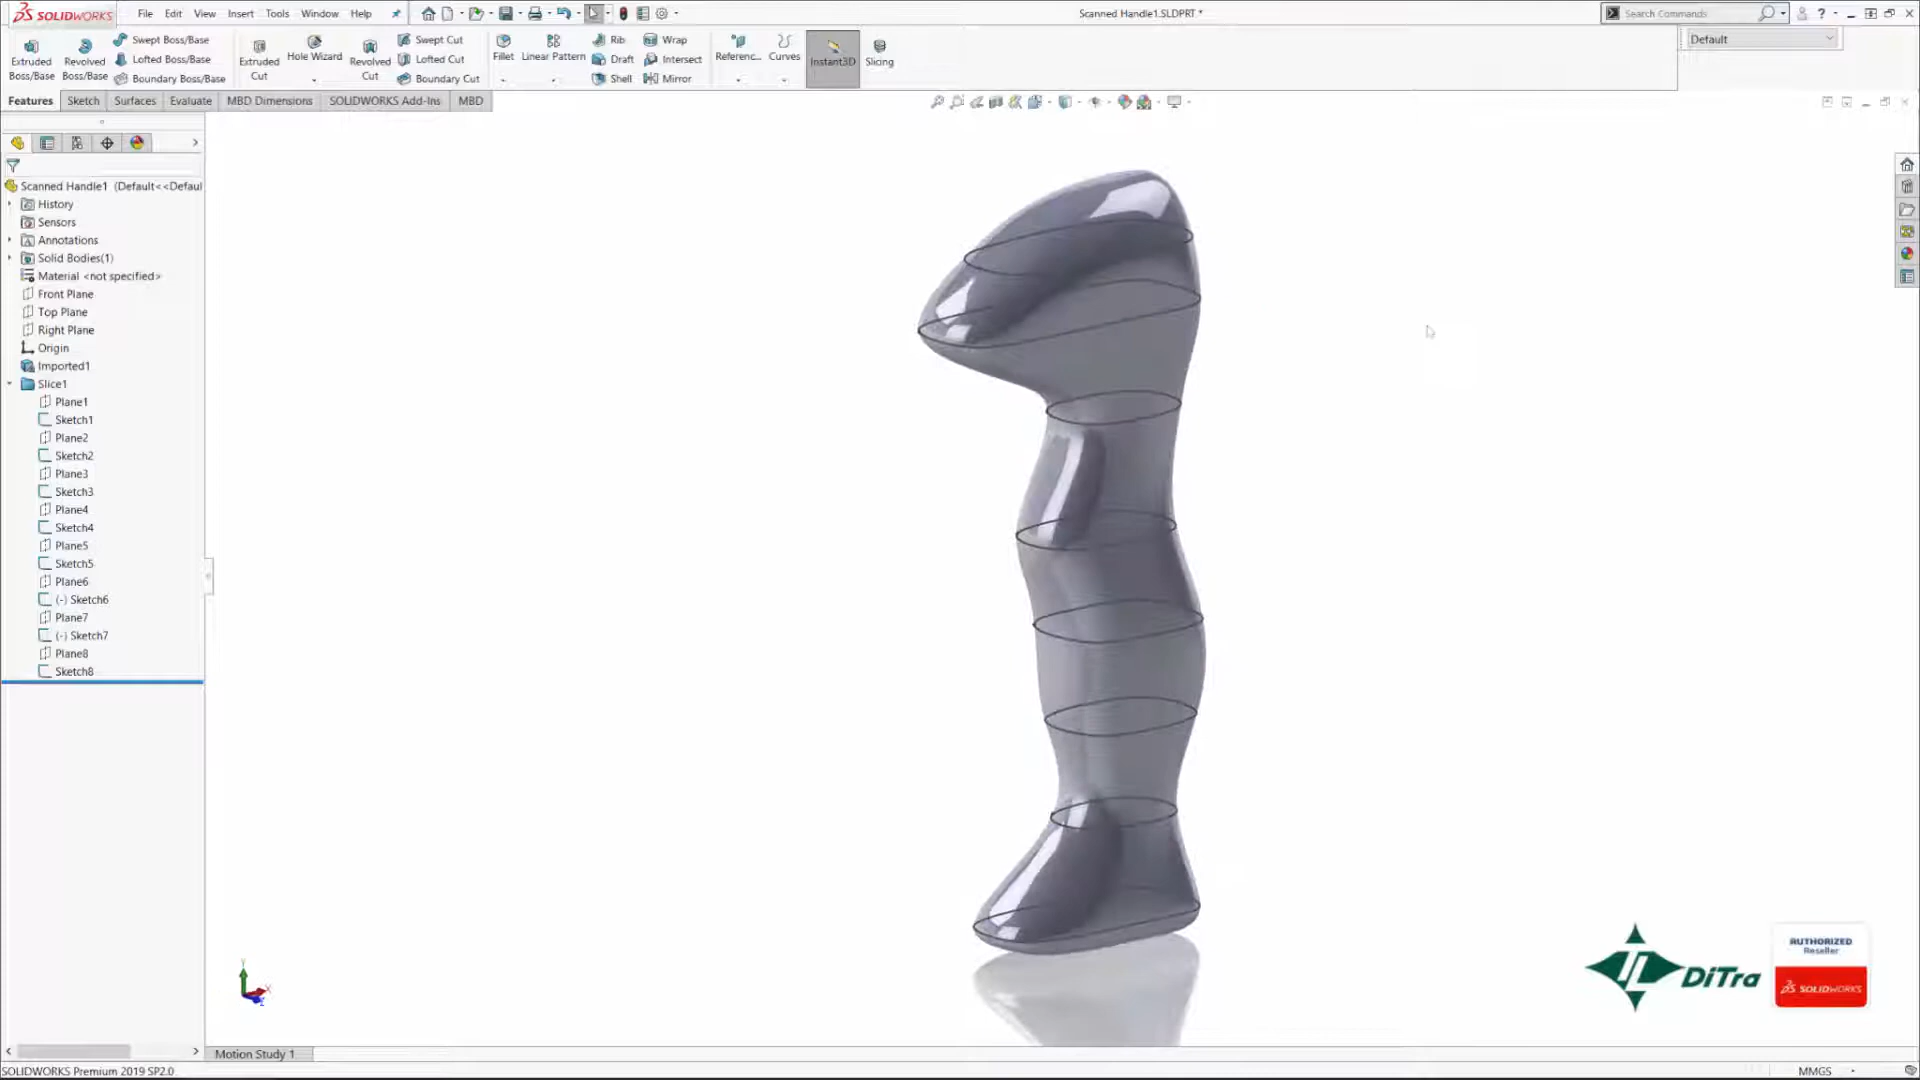 SOLIDWORKS File Edit View Insert Tools Window Help Scanned Handle1.SLDPRT * Search Commands ?
Extruded Boss/Base
Revolved Boss/Base
Swept Boss/Base
Lofted Boss/Base
Boundary Boss/Base
Extruded Cut
Hole Wizard
Revolved Cut
Swept Cut
Lofted Cut
Boundary Cut
Fillet
Linear Pattern
Rib
Draft
Shell
Wrap
Intersect
Mirror
Referenc...
Curves
Instant3D
Slicing
Default
Features Sketch Surfaces Evaluate MBD Dimensions SOLIDWORKS Add-Ins MBD
Scanned Handle1 (Default<<Defaul
History
Sensors
Annotations
Solid Bodies(1)
Material <not specified>
Front Plane
Top Plane
Right Plane
Origin
Imported1
Slice1
Plane1
Sketch1
Plane2
Sketch2
Plane3
Sketch3
Plane4
Sketch4
Plane5
Sketch5
Plane6
(-) Sketch6
Plane7
(-) Sketch7
Plane8
Sketch8
Y
X
Z
DiTra
AUTHORIZED
Reseller
SOLIDWORKS
Motion Study 1
SOLIDWORKS Premium 2019 SP2.0
MMGS